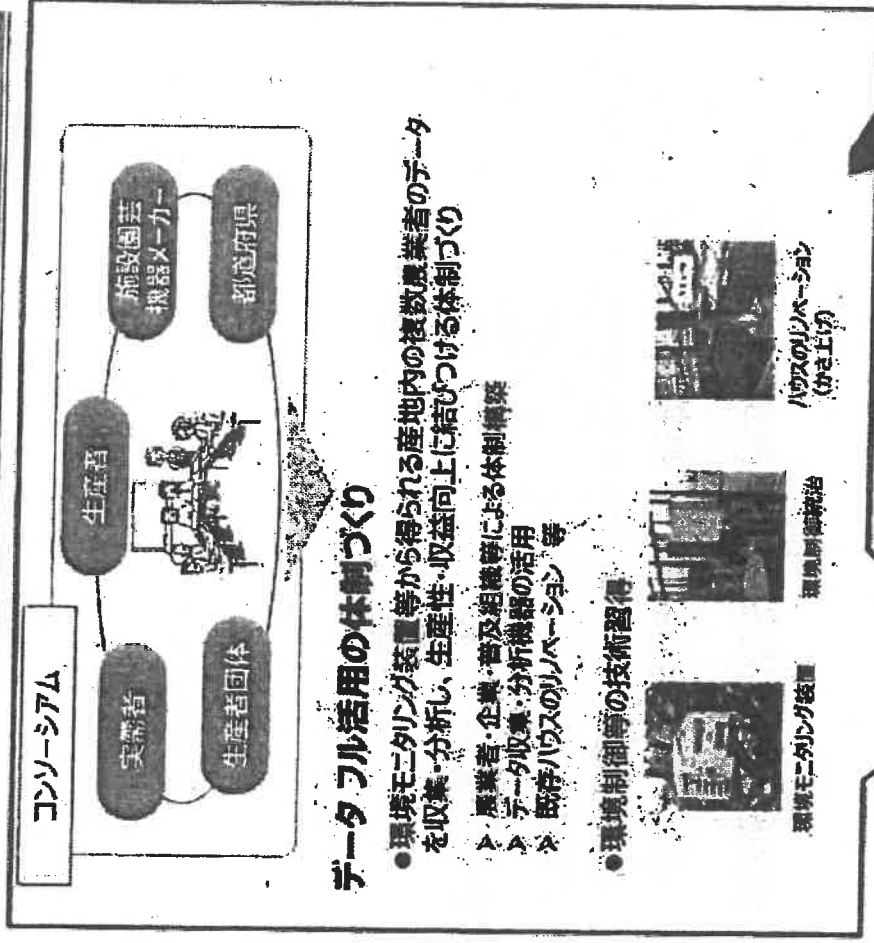 コンソーシアム
実需者
生産者
施設園芸
機器メーカー
生産者団体
都道府県
データフル活用の体制づくり
●環境モニタリング装置等から得られる産地内の複数農業者のデータ
を収集・分析し、生産性・収益向上に結びつける体制づくり
➢ 農業者・企業・普及組織等による体制構築
➢ データ収集・分析機器の活用
➢ 既存ハウスのリノベーション 等
●環境制御等の技術習得
環境モニタリング装置
環境制御
ハウスのリノベーション
(かさ上げ)